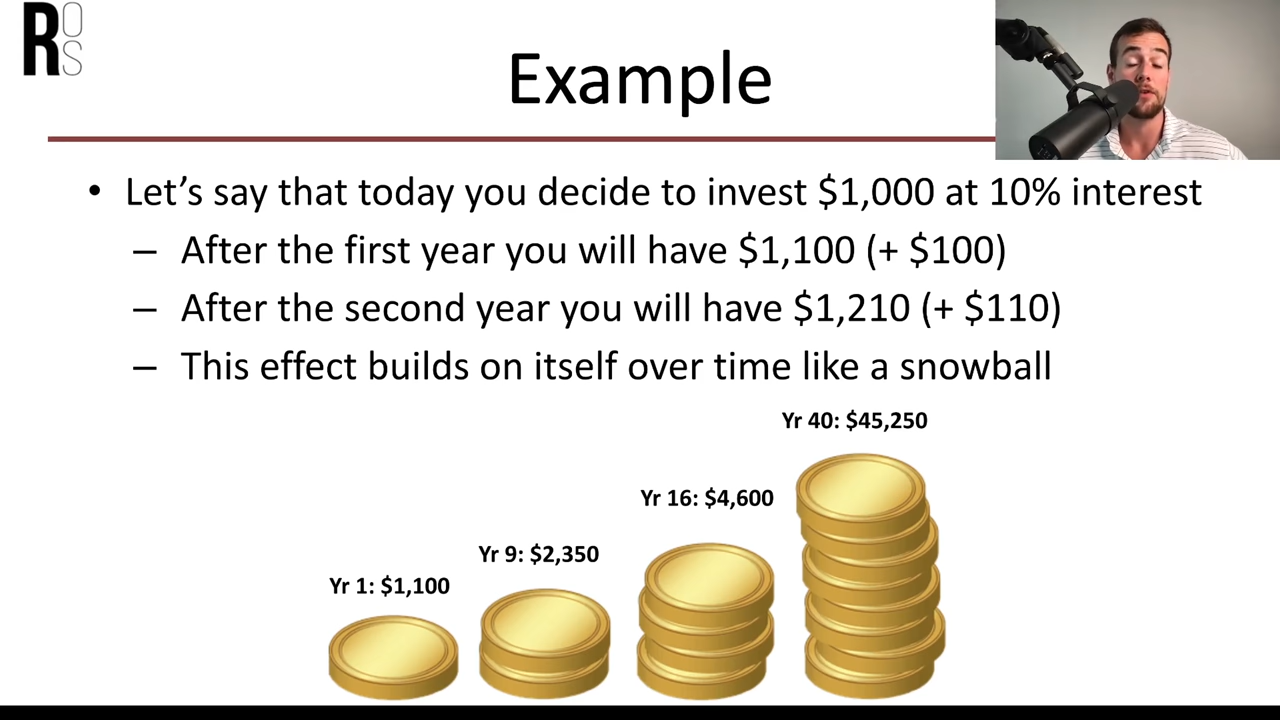 ROS
Example
• Let’s say that today you decide to invest $1,000 at 10% interest
– After the first year you will have $1,100 (+ $100)
– After the second year you will have $1,210 (+ $110)
– This effect builds on itself over time like a snowball
Yr 40: $45,250
Yr 16: $4,600
Yr 9: $2,350
Yr 1: $1,100